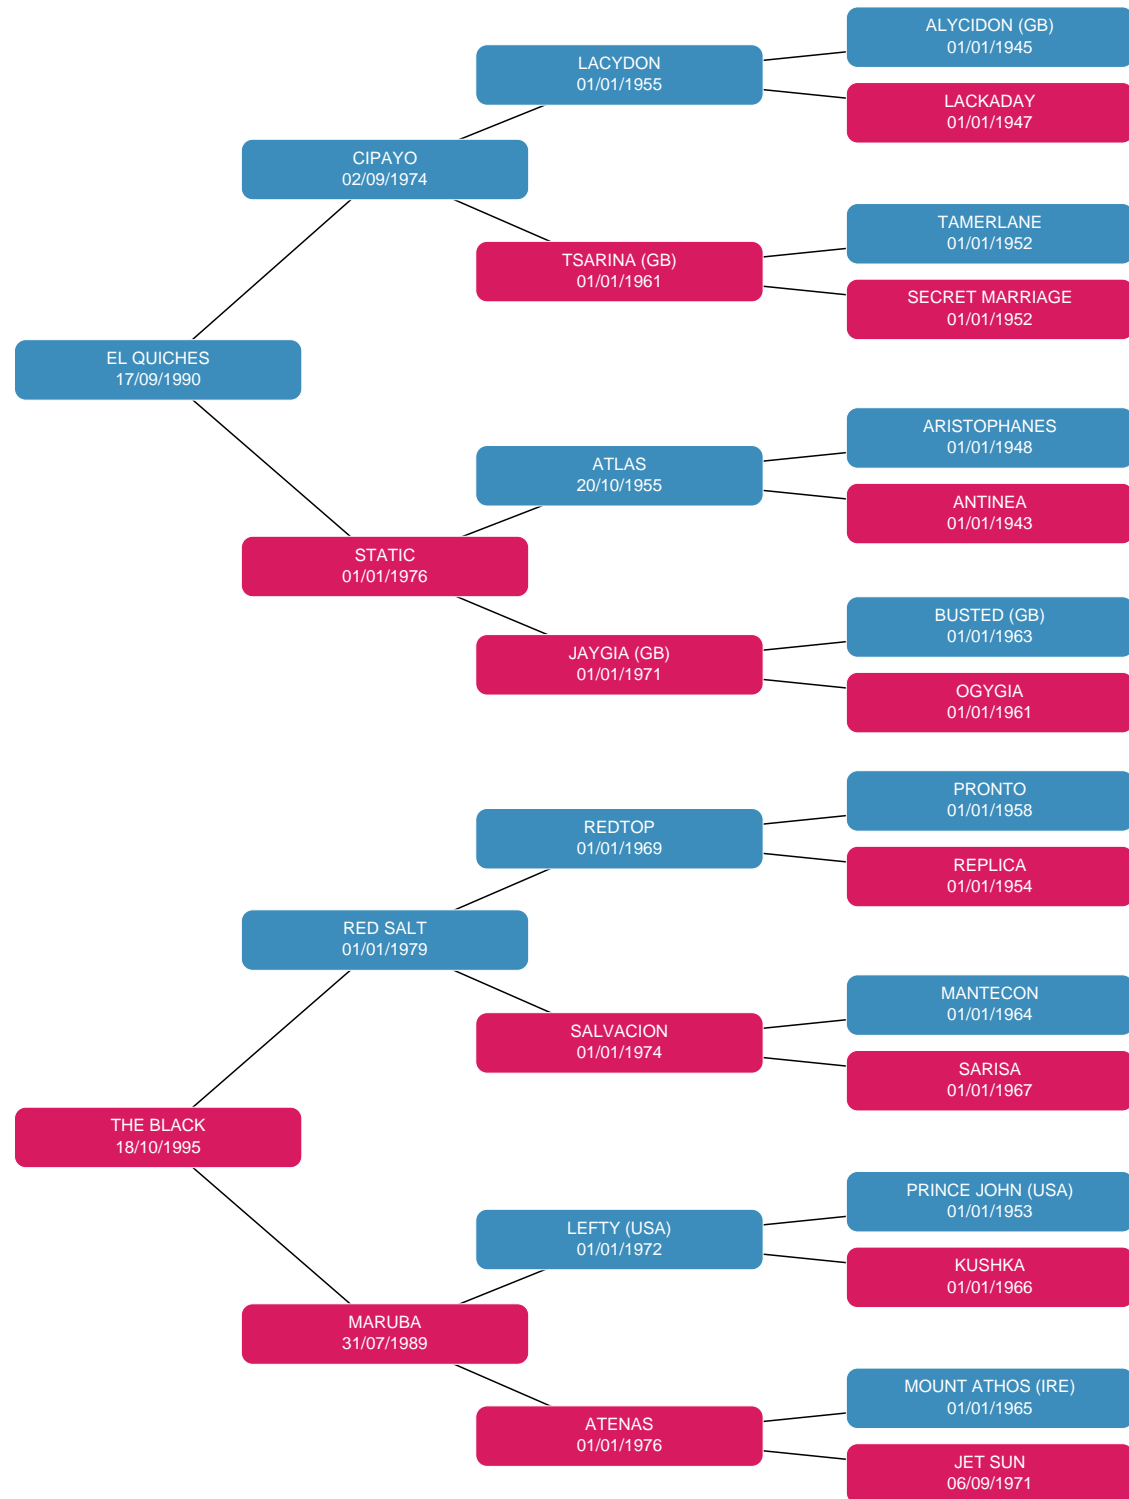 ALYCIDON (GB)
01/01/1945
LACYDON
01/01/1955
LACKADAY
01/01/1947
CIPAYO
02/09/1974
TAMERLANE
01/01/1952
TSARINA (GB)
01/01/1961
SECRET MARRIAGE
01/01/1952
EL QUICHES
17/09/1990
ARISTOPHANES
01/01/1948
ATLAS
20/10/1955
ANTINEA
01/01/1943
STATIC
01/01/1976
BUSTED (GB)
01/01/1963
JAYGIA (GB)
01/01/1971
OGYGIA
01/01/1961
PRONTO
01/01/1958
REDTOP
01/01/1969
REPLICA
01/01/1954
RED SALT
01/01/1979
MANTECON
01/01/1964
SALVACION
01/01/1974
SARISA
01/01/1967
THE BLACK
18/10/1995
PRINCE JOHN (USA)
01/01/1953
LEFTY (USA)
01/01/1972
KUSHKA
01/01/1966
MARUBA
31/07/1989
MOUNT ATHOS (IRE)
01/01/1965
ATENAS
01/01/1976
JET SUN
06/09/1971